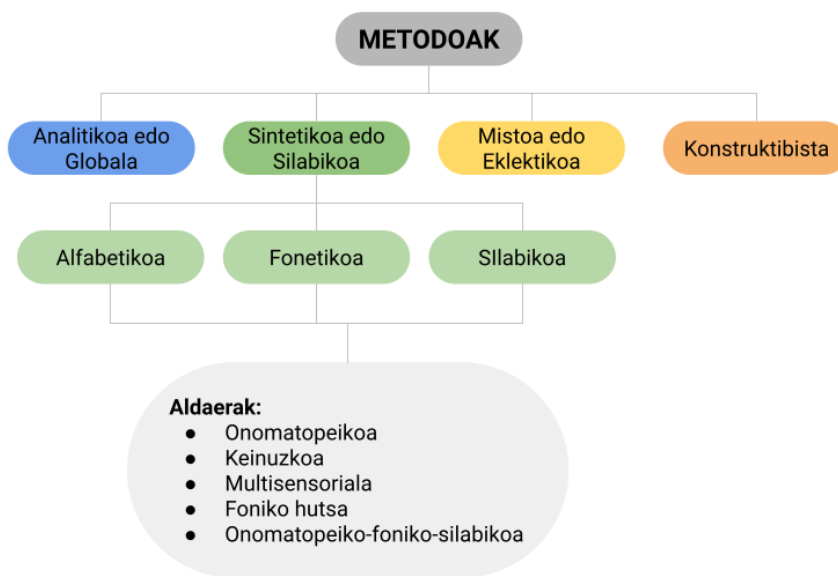 METODOAK
Analitikoa edo
Globala
Sintetikoa edo
Silabikoa
Mistoa edo
Eklektikoa
Konstruktibista
Alfabetikoa
Fonetikoa
SIlabikoa
Aldaerak:
● Onomatopeikoa
● Keinuzkoa
● Multisensoriala
● Foniko hutsa
● Onomatopeiko-foniko-silabikoa